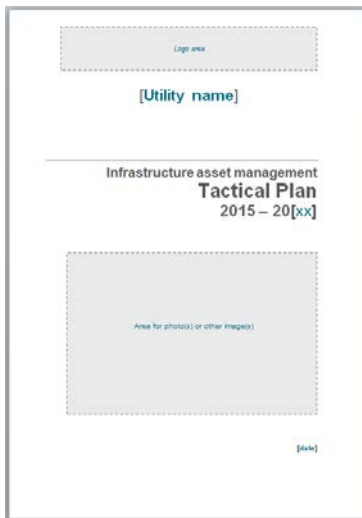 Logo area
[Utility name]
Infrastructure asset management
Tactical Plan
2015 – 20[xx]
Area for photo(s) or other image(s)
[date]